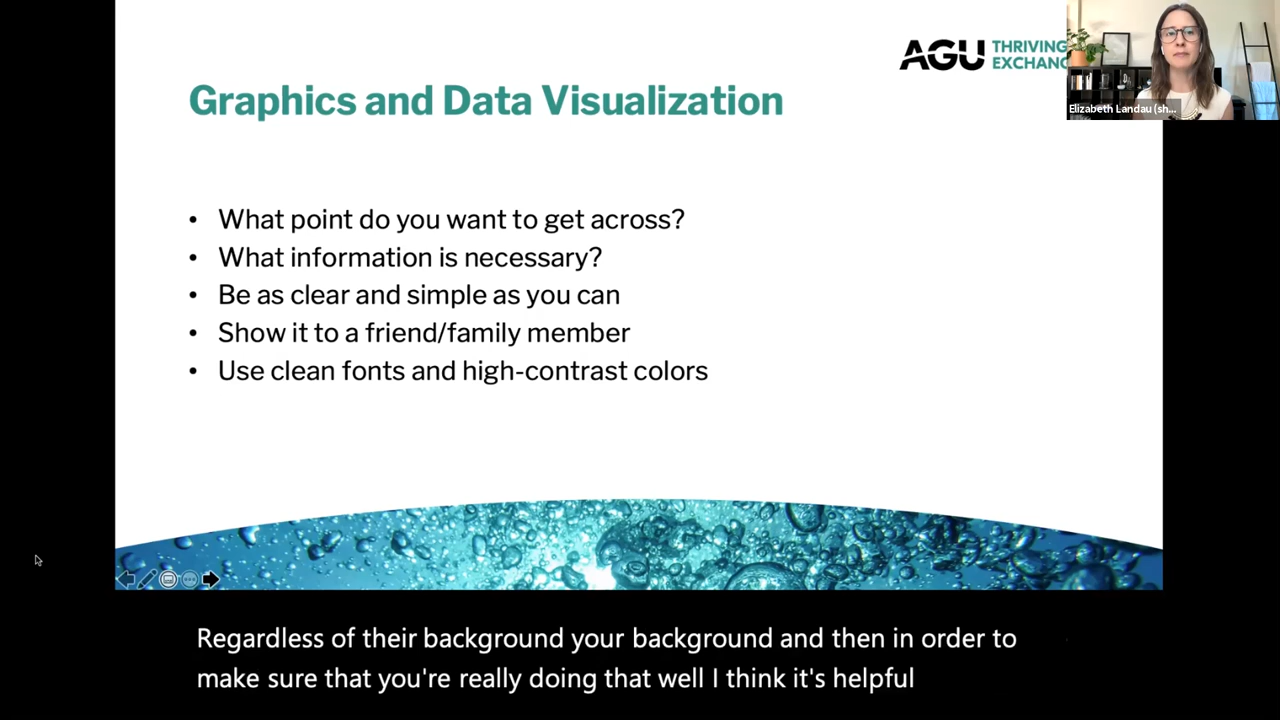 AGU THRIVING
EXCHANG
Elizabeth Landau (sh...
Graphics and Data Visualization
• What point do you want to get across?
• What information is necessary?
• Be as clear and simple as you can
• Show it to a friend/family member
• Use clean fonts and high-contrast colors
Regardless of their background your background and then in order to
make sure that you're really doing that well I think it's helpful